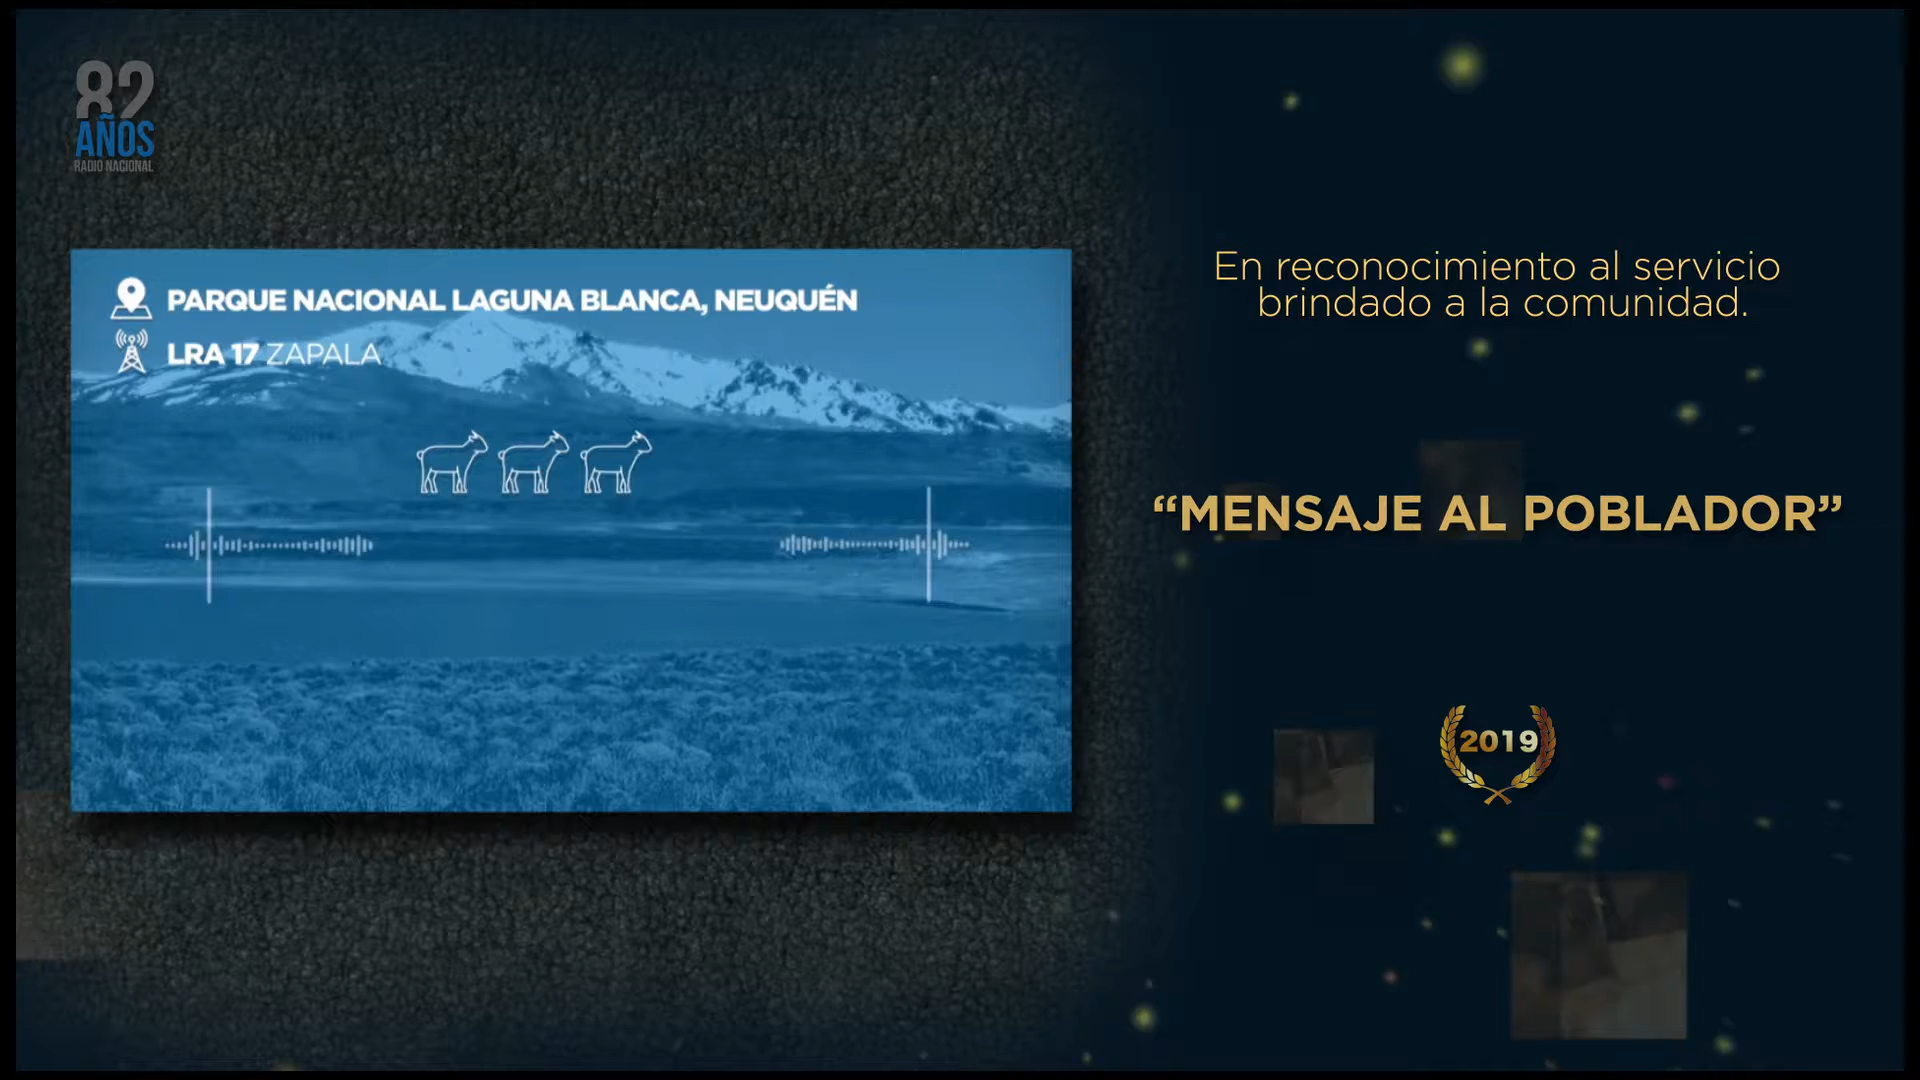 82
AÑOS
RADIO NACIONAL
PARQUE NACIONAL LAGUNA BLANCA, NEUQUÉN
LRA 17 ZAPALA
En reconocimiento al servicio
brindado a la comunidad.
“MENSAJE AL POBLADOR”
2019